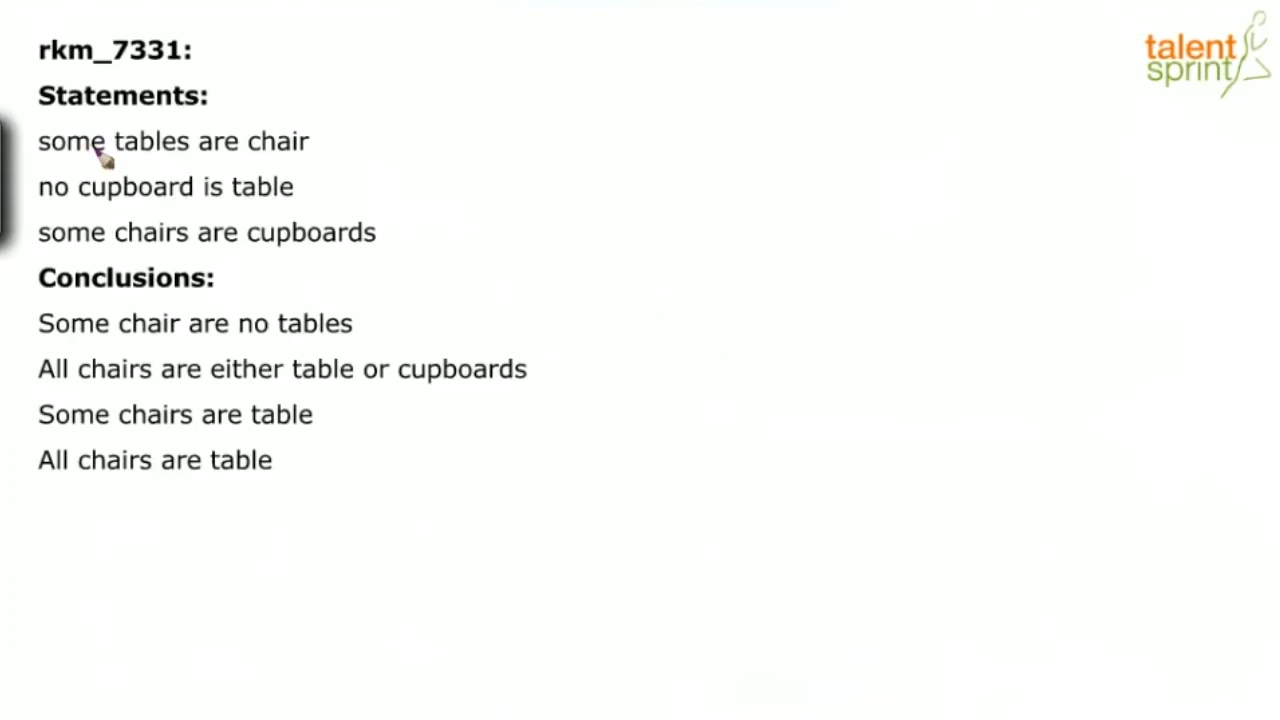 rkm_7331:
talent
sprint
Statements:
some tables are chair
no cupboard is table
some chairs are cupboards
Conclusions:
Some chair are no tables
All chairs are either table or cupboards
Some chairs are table
All chairs are table